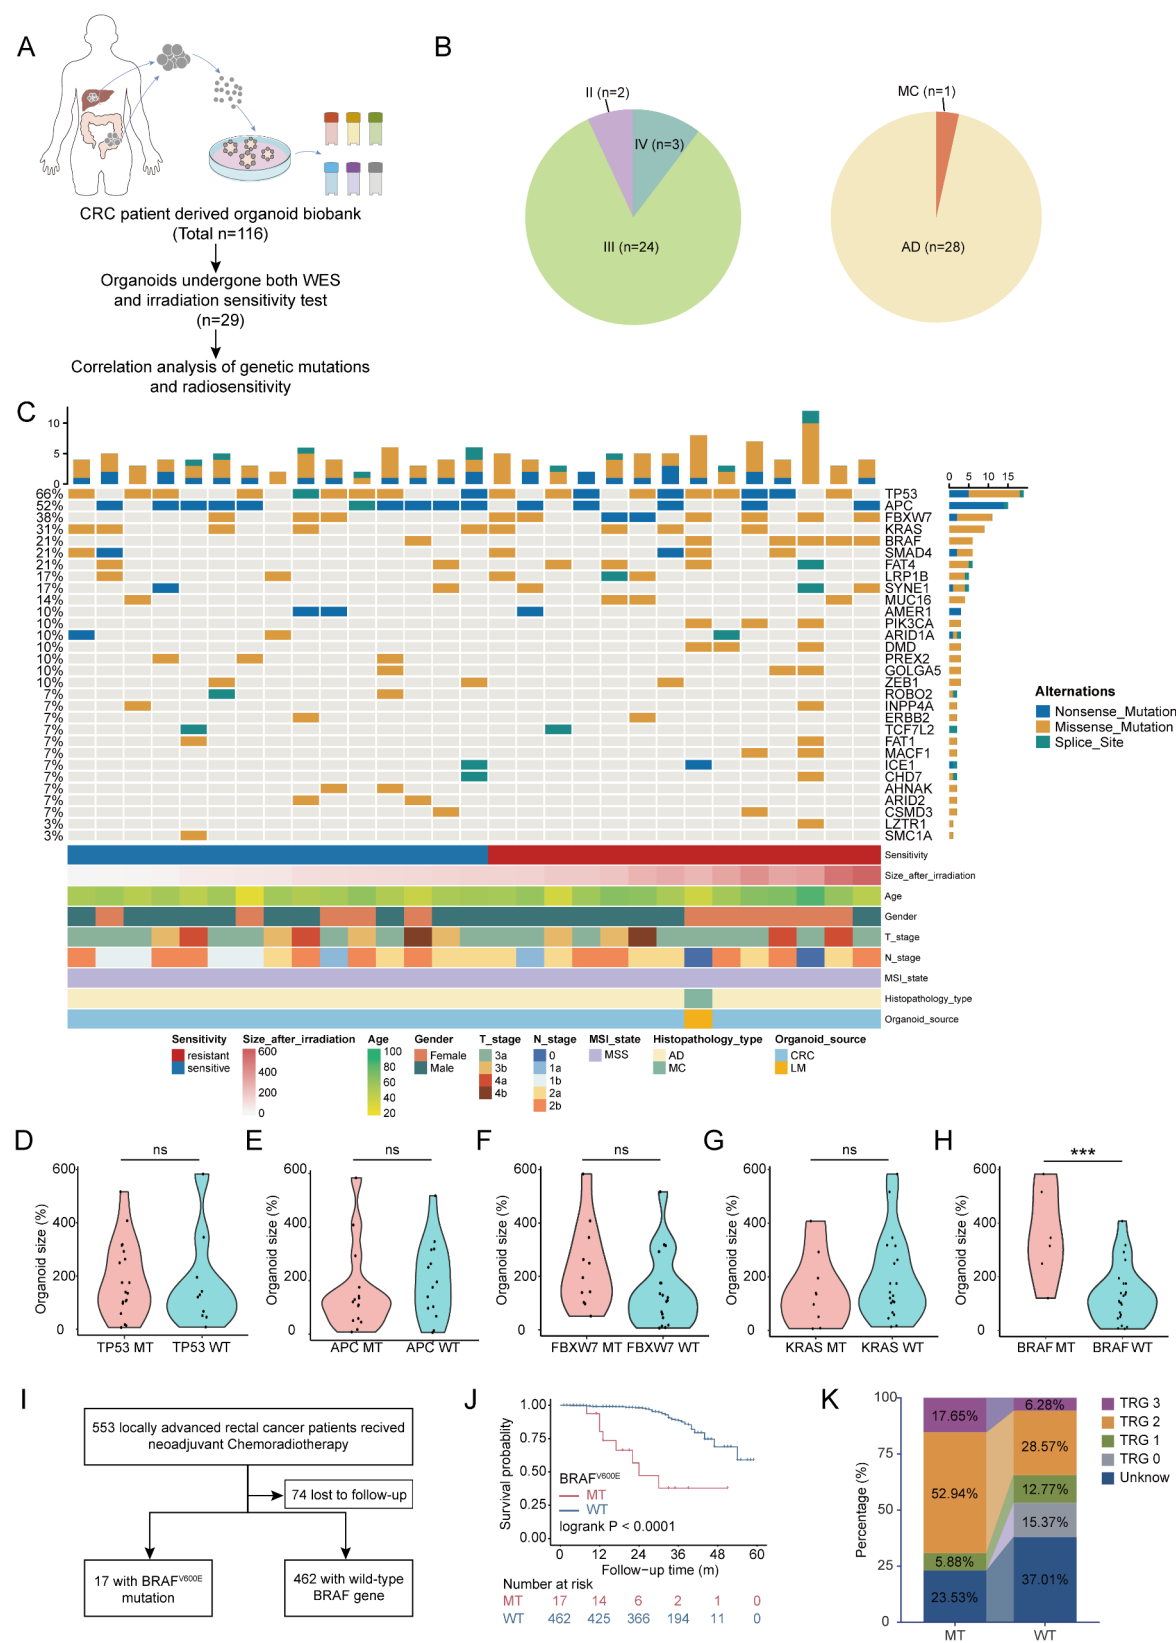 A
CRC patient derived organoid biobank
(Total n=116)
Organoids undergone both WES
and irradiation sensitivity test
(n=29)
Correlation analysis of genetic mutations
and radiosensitivity
B
II (n=2)
IV (n=3)
III (n=24)
MC (n=1)
AD (n=28)
C
10
5
0
0 5 10 15
66% TP53
52% APC
38% FBXW7
31% KRAS
21% BRAF
21% SMAD4
21% FAT4
17% LRP1B
17% SYNE1
14% MUC16
10% AMER1
10% PIK3CA
10% ARID1A
10% DMD
10% PREX2
10% GOLGA5
10% ZEB1
7% ROBO2
7% INPP4A
7% ERBB2
7% TCF7L2
7% FAT1
7% MACF1
7% ICE1
7% CHD7
7% AHNAK
7% ARID2
7% CSMD3
3% LZTR1
3% SMC1A
Alternations
Nonsense_Mutation
Missense_Mutation
Splice_Site
Sensitivity
Size_after_irradiation
Age
Gender
T_stage
N_stage
MSI_state
Histopathology_type
Organoid_source
Sensitivity
resistant
sensitive
Size_after_irradiation
600
400
200
0
Age
100
80
60
40
20
Gender
Female
Male
T_stage
3a
3b
4a
4b
N_stage
0
1a
1b
2a
2b
MSI_state
MSS
Histopathology_type
AD
MC
Organoid_source
CRC
LM
D
ns
Organoid size (%)
600
400
200
0
TP53 MT TP53 WT
E
ns
Organoid size (%)
600
400
200
0
APC MT APC WT
F
ns
Organoid size (%)
600
400
200
0
FBXW7 MT FBXW7 WT
G
ns
Organoid size (%)
600
400
200
0
KRAS MT KRAS WT
H
***
Organoid size (%)
600
400
200
0
BRAF MT BRAF WT
I
553 locally advanced rectal cancer patients recived
neoadjuvant Chemoradiotherapy
74 lost to follow-up
17 with BRAFV600E
mutation
462 with wild-type
BRAF gene
J
Survival probablity
1.00
0.75
0.50
0.25
0.00
BRAFV600E
MT
WT
logrank P < 0.0001
0 12 24 36 48 60
Follow−up time (m)
Number at risk
MT 17 14 6 2 1 0
WT 462 425 366 194 11 0
K
Percentage (%)
100
75
50
25
0
17.65%
52.94%
5.88%
23.53%
6.28%
28.57%
12.77%
15.37%
37.01%
MT WT
TRG 3
TRG 2
TRG 1
TRG 0
Unknow